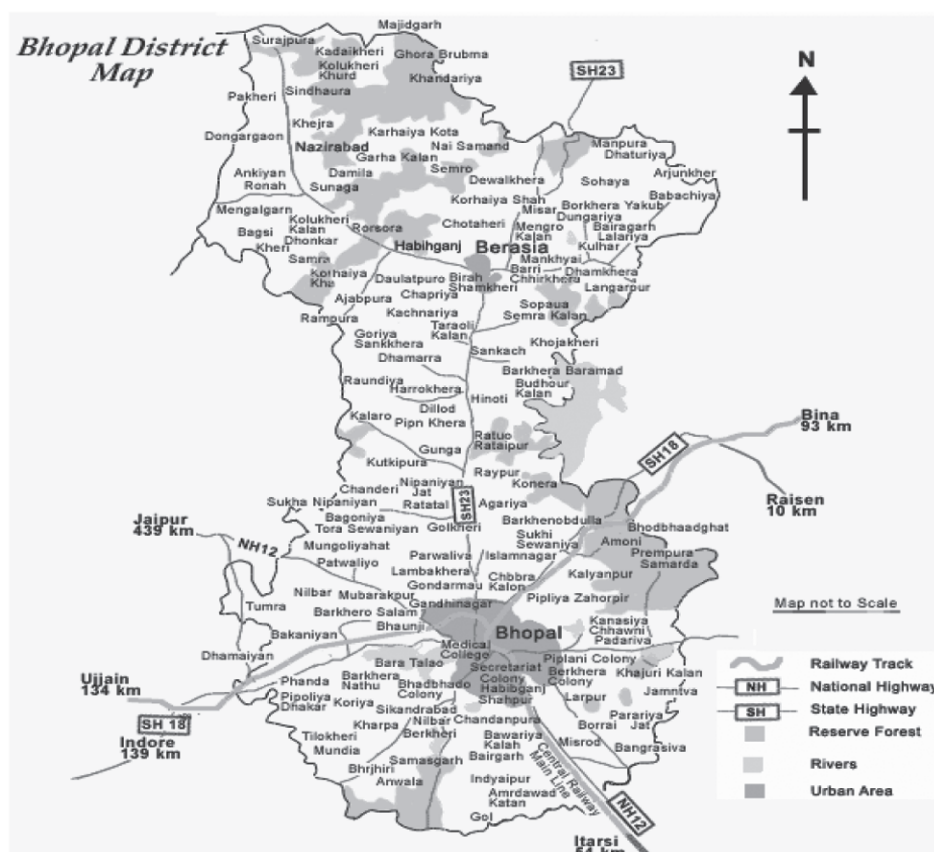 Bhopal District
Map
Majidgarh
Surajpura
Kadaikheri
Ghora Brubma
Kolukheri
Khurd
Khandariya
SH23
N
Pakheri
Sindhaura
Khejra
Dongargaon
Karhaiya Kota
Nazirabad
Nai Samand
Manpura
Dhaturiya
Garha Kalan
Semro
Ankiyan
Ronah
Damila
Sunaga
Dewalkhera
Sohaya
Arjunkher
Babachiya
Korhaiya Shah
Misar
Borkhera Yakub
Dungariya
Mengalgarn
Kolukheri
Kalan
Rorsora
Chotaheri
Mengro
Kalan
Bairagarh
Lalariya
Bagsi
Kheri
Dhonkar
Habihganj
Berasia
Kulhar
Samra
Mankhyai
Korhaiya
Kha
Daulatpuro
Birah
Shamkheri
Barri
Chhirkhera
Dhamkhera
Langarpur
Ajabpura
Chapriya
Rampura
Kachnariya
Sopaua
Semra Kalan
Taraoli
Kalan
Goriya
Sankkhera
Khojakheri
Dhamarra
Sankach
Barkhera Baramad
Raundiya
Harrokhera
Budhour
Kalan
Hinoti
Kalaro
Dillod
Pipn Khera
Bina
93 km
Ratuo
Rataipur
SH18
Gunga
Kutkipura
Raypur
Konera
Raisen
10 km
Nipaniyan
Jat
Chanderi
Sukha Nipaniyan
Ratatal
SH23
Agariya
Jaipur
439 km
Bagoniya
Tora Sewaniyan
Golkheri
Barkhenobdulla
Bhodbhaadghat
Sukhi
Sewaniya
Amoni
NH12
Mungoliyahat
Parwaliva
Islamnagar
Prempura
Samarda
Patwaliyo
Lambakhera
Chbbra
Kalon
Kalyanpur
Gondarmau
Nilbar
Mubarakpur
Pipliya Zahorpir
Tumra
Gandhinagar
Map not to Scale
Barkhero Salam
Bhaunji
Bhopal
Kanasiya
Chhawni
Padariva
Bakaniyan
Medical
College
Dhamaiyan
Bara Talao
Secretariat
Colony
Piplani Colony
Railway Track
Ujjain
134 km
Phanda
Barkhera
Nathu
Bhadbhado
Colony
Habibganj
Berkhera
Colony
Khajuri Kalan
NH
National Highway
Pipoliya
Dhakar
Koriya
Shahpur
Larpur
Jamntva
SH 18
Sikandrabad
SH
State Highway
Indore
139 km
Kharpa
Nilbar
Berkheri
Chandanpura
Parariya
Jat
Reserve Forest
Tilokheri
Mundia
Bawariya
Kalah
Borrai
Misrod
Bangrasiva
Samasgarh
Bairgarh
Rivers
Bhrjhiri
Anwala
Central Railway
Main Line
Indyaipur
Urban Area
Amrdawad
Katan
NH12
Gol
Itarsi